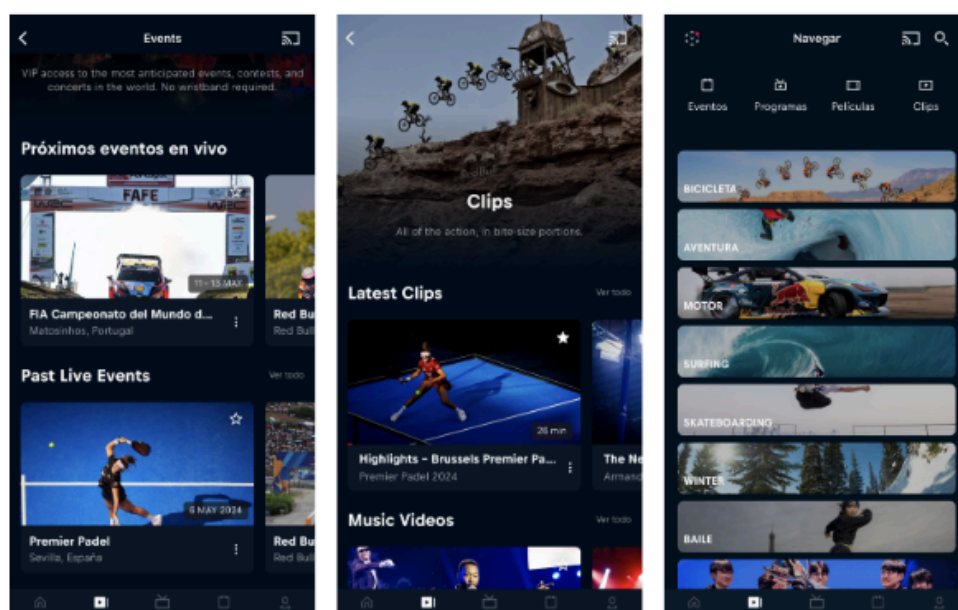 Events
VIP access to the most anticipated events, contests, and
concerts in the world. No wristband required.
Próximos eventos en vivo
FAFE
11 – 13 MAY
FIA Campeonato del Mundo d...
Matosinhos, Portugal
Red Bu
Red Bull
Past Live Events
Ver todo
6 MAY 2024
Premier Padel
Sevilla, España
Red Bu
Red Bull
Clips
All of the action, in bite-size portions.
Latest Clips
Ver todo
26 min
Highlights – Brussels Premier Pa...
Premier Padel 2024
The Ne
Armand
Music Videos
Ver todo
Navegar
Eventos
Programas
Películas
Clips
BICICLETA
AVENTURA
MOTOR
SURFING
SKATEBOARDING
WINTER
BAILE